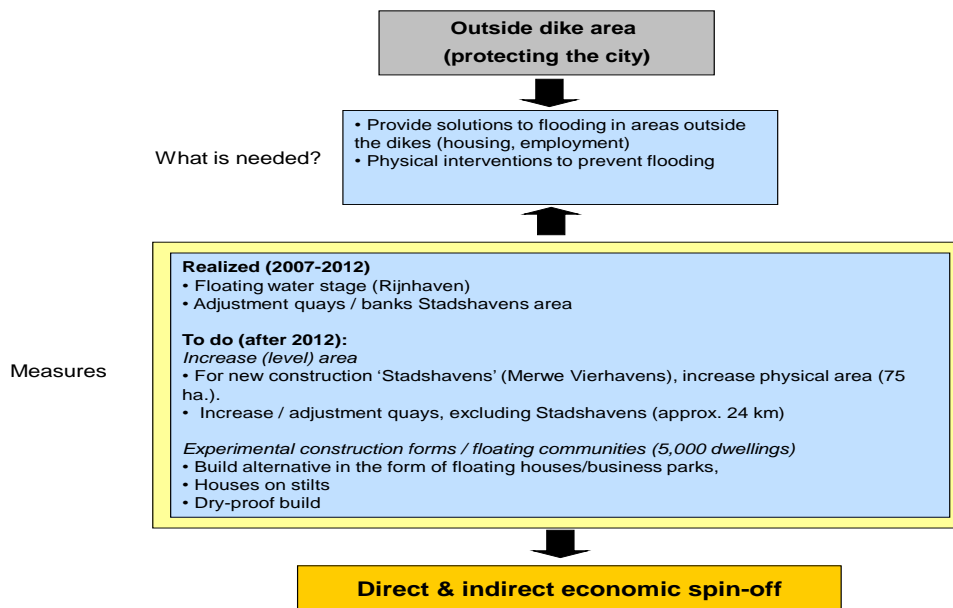 Outside dike area
(protecting the city)
What is needed?
• Provide solutions to flooding in areas outside
the dikes (housing, employment)
• Physical interventions to prevent flooding
Measures
Realized (2007-2012)
• Floating water stage (Rijnhaven)
• Adjustment quays / banks Stadshavens area
To do (after 2012):
Increase (level) area
• For new construction ‘Stadshavens’ (Merwe Vierhavens), increase physical area (75
ha.).
• Increase / adjustment quays, excluding Stadshavens (approx. 24 km)
Experimental construction forms / floating communities (5,000 dwellings)
• Build alternative in the form of floating houses/business parks,
• Houses on stilts
• Dry-proof build
Direct & indirect economic spin-off